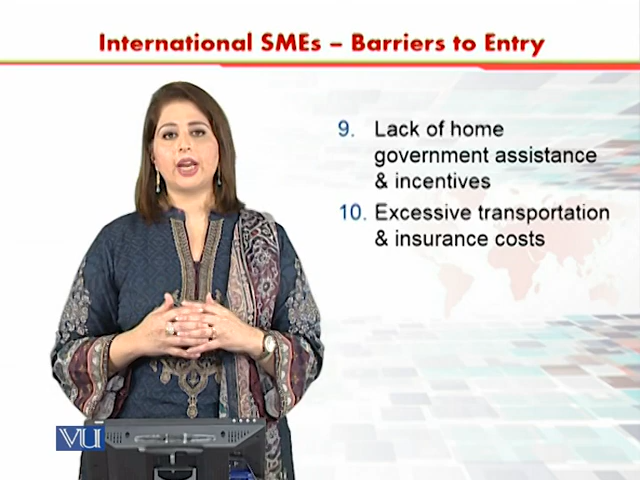 International SMEs – Barriers to Entry
9. Lack of home
government assistance
& incentives
10. Excessive transportation
& insurance costs
VU